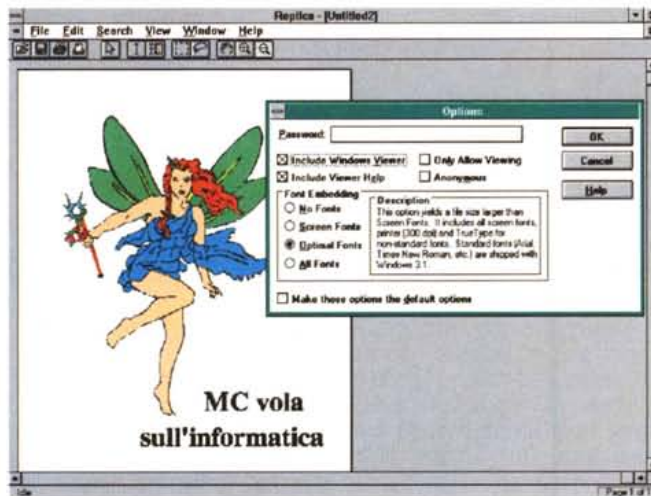 Replica - [Untitled2]
File Edit Search View Window Help
Options
Password:
OK
Include Windows Viewer
Only Allow Viewing
Cancel
Include Viewer Help
Anonymous
Help
Font Embedding
No Fonts
Screen Fonts
Optimal Fonts
All Fonts
Description
This option yields a file size larger than
Screen Fonts. It includes all screen fonts,
printer (300 dpi) and TrueType for
non-standard fonts. Standard fonts (Arial,
Times New Roman, etc.) are shipped with
Windows 3.1.
Make these options the default options
MC vola
sull'informatica
Idle
Page 1 of 1